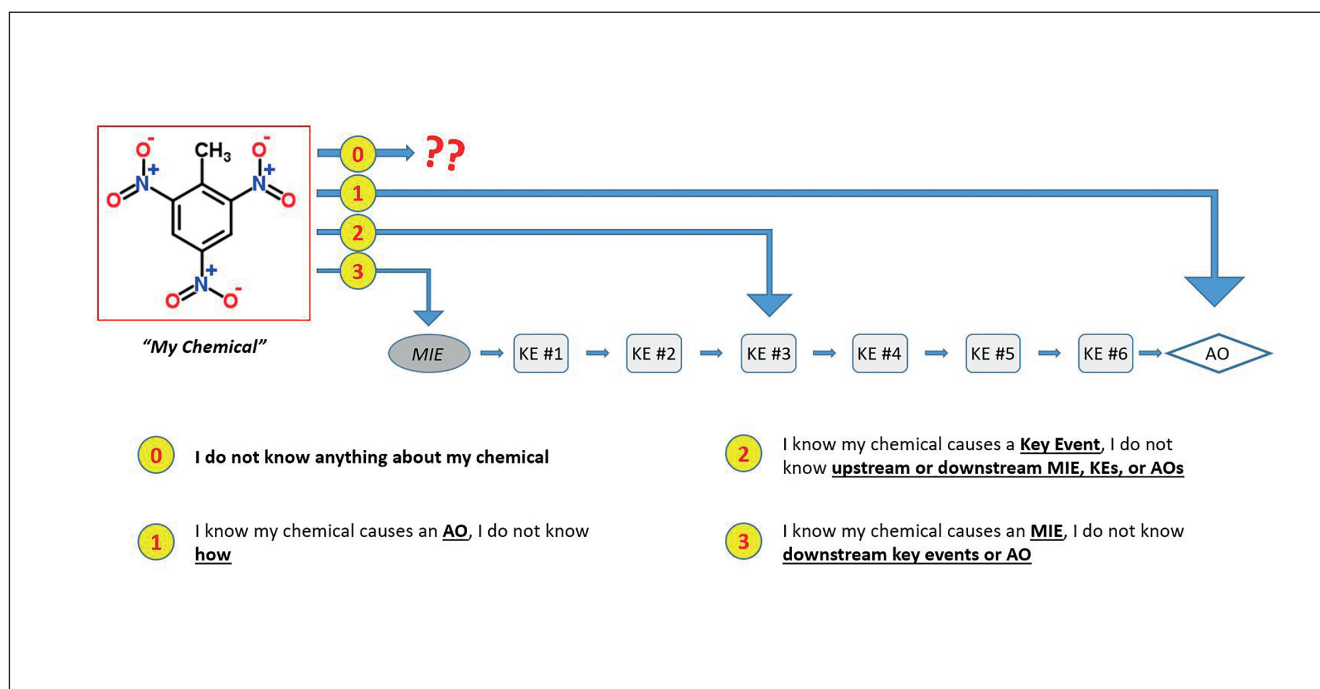 O-
CH3
O-
N+
N+
O
O
N+
O
O-
"My Chemical"
0
??
1
2
3
MIE
KE #1
KE #2
KE #3
KE #4
KE #5
KE #6
AO
0
I do not know anything about my chemical
1
I know my chemical causes an AO, I do not know
how
2
I know my chemical causes a Key Event, I do not
know upstream or downstream MIE, KEs, or AOs
3
I know my chemical causes an MIE, I do not know
downstream key events or AO